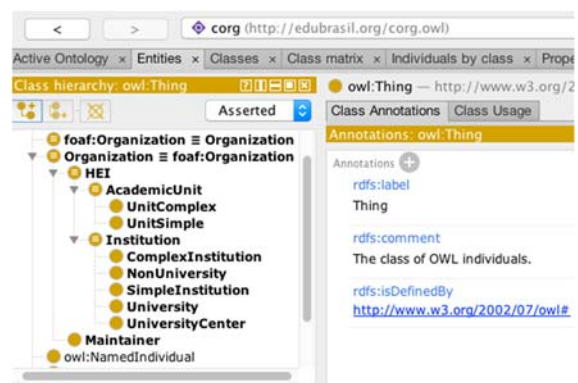 < > corg (http://edubrasil.org/corg.owl)
Active Ontology × Entities × Classes × Class matrix × Individuals by class × Prope
Class hierarchy: owl:Thing
owl:Thing — http://www.w3.org/2
Asserted
Class Annotations Class Usage
Annotations: owl:Thing
foaf:Organization ≡ Organization
Organization ≡ foaf:Organization
HEI
AcademicUnit
UnitComplex
UnitSimple
Institution
ComplexInstitution
NonUniversity
SimpleInstitution
University
UniversityCenter
Maintainer
owl:NamedIndividual
Annotations
rdfs:label
Thing
rdfs:comment
The class of OWL individuals.
rdfs:isDefinedBy
http://www.w3.org/2002/07/owl#